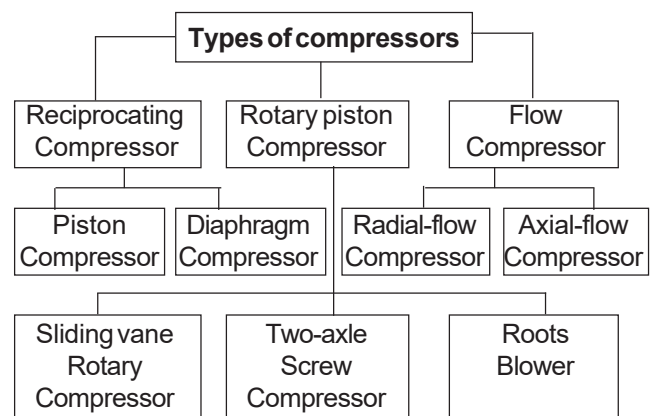 Types of compressors
Reciprocating
Compressor
Rotary piston
Compressor
Flow
Compressor
Piston
Compressor
Diaphragm
Compressor
Radial-flow
Compressor
Axial-flow
Compressor
Sliding vane
Rotary
Compressor
Two-axle
Screw
Compressor
Roots
Blower